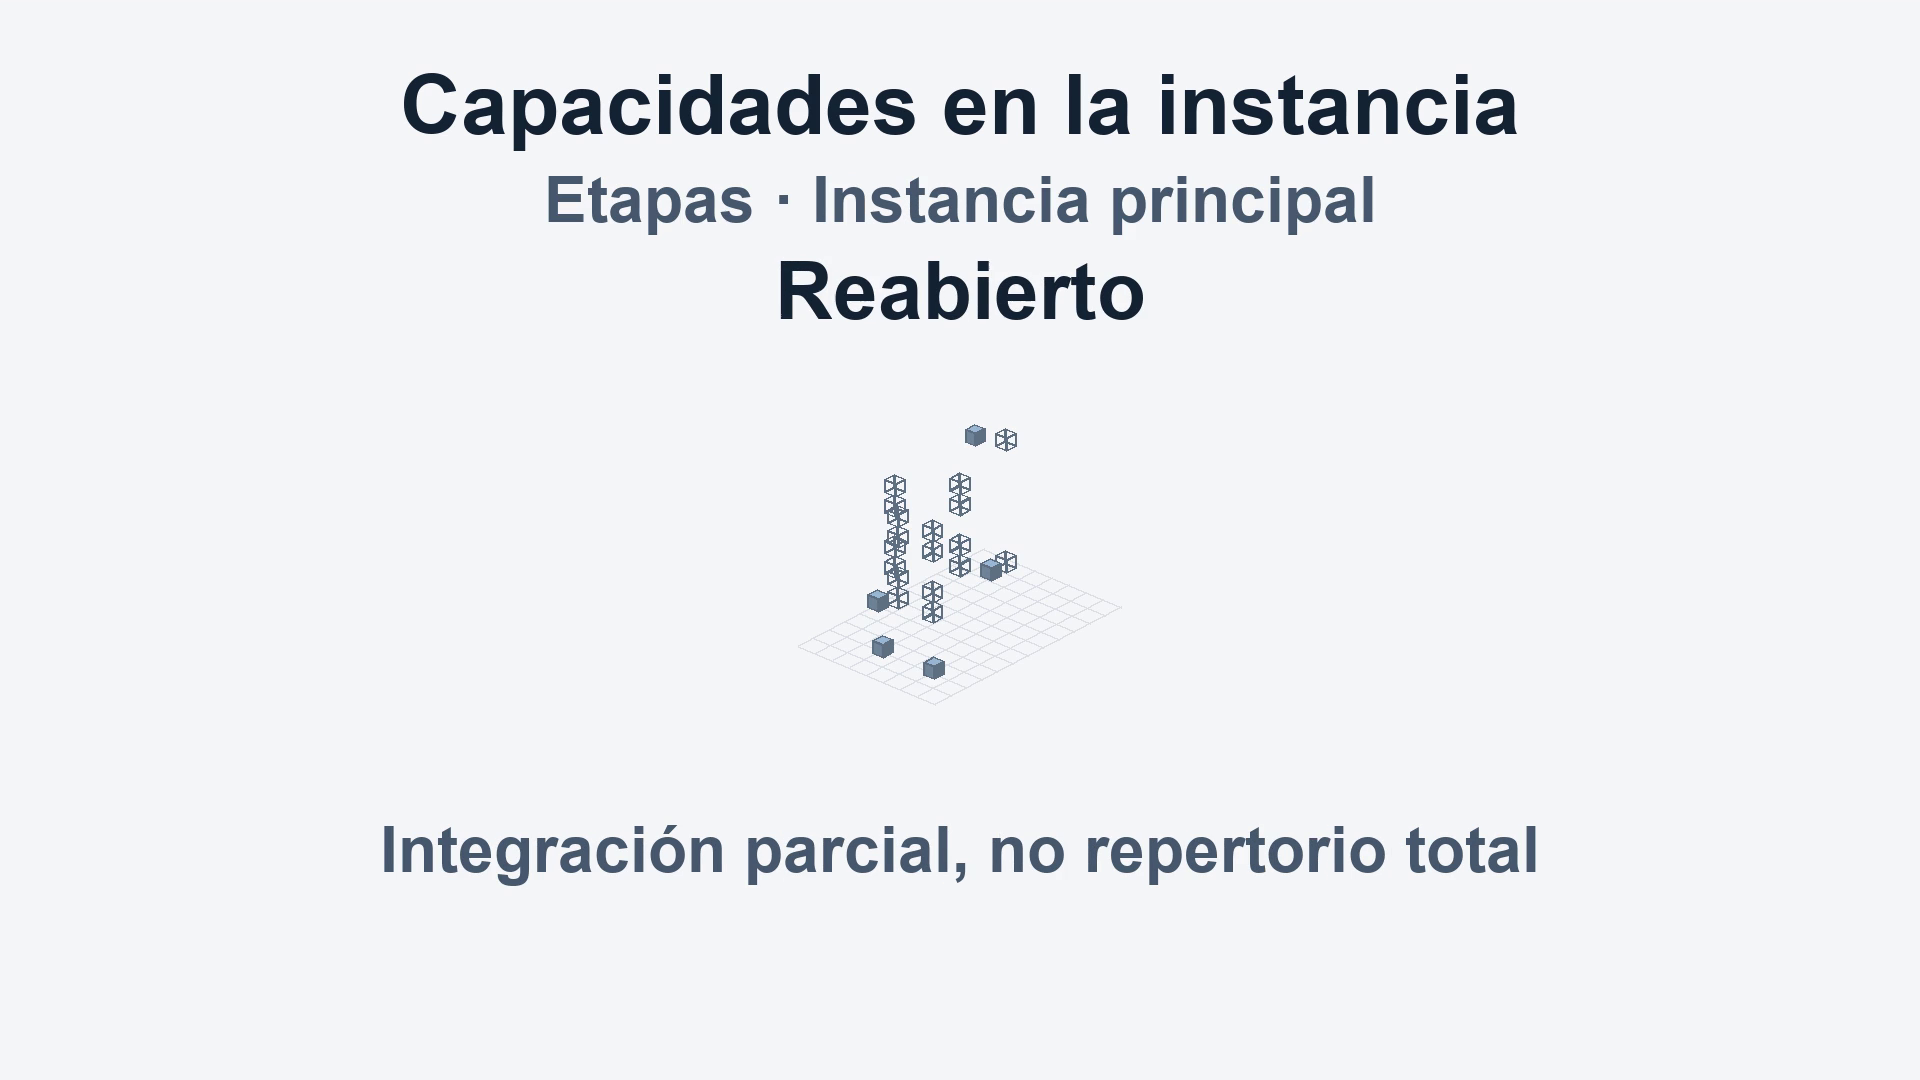 Capacidades en la instancia
Etapas · Instancia principal
Reabierto
Integración parcial, no repertorio total